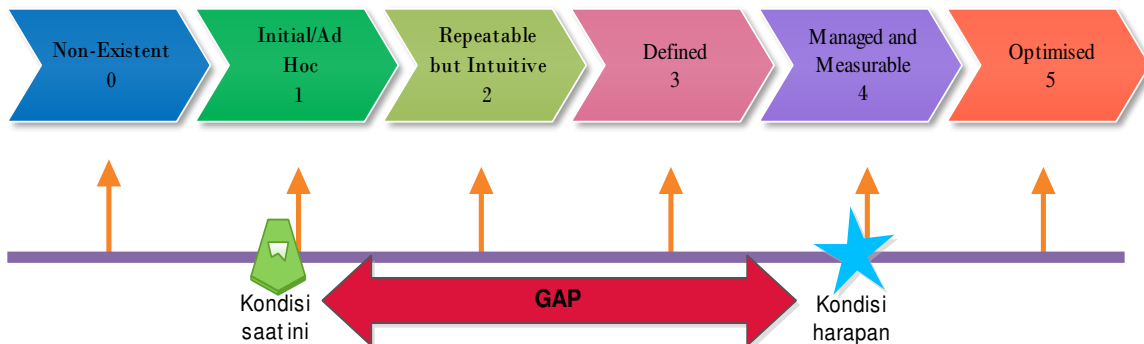 Non-Existent
0
Initial/Ad
Hoc
1
Repeatable
but Intuitive
2
Defined
3
Managed and
Measurable
4
Optimised
5
GAP
Kondisi
saat ini
Kondisi
harapan